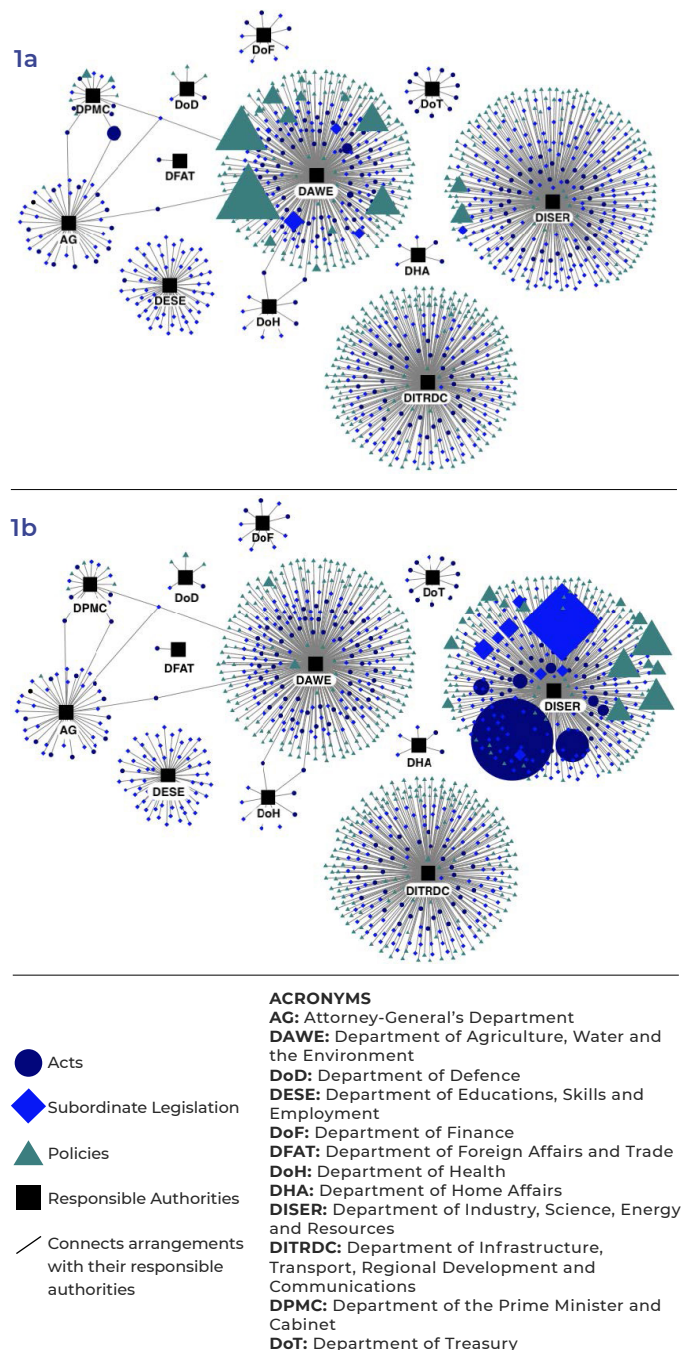 1a
DoF
DPMC
DoD
DoT
DAWE
DFAT
DISER
AG
DHA
DESE
DoH
DITRDC
1b
DoF
DoD
DoT
DPMC
DFAT
DAWE
DISER
AG
DHA
DESE
DoH
DITRDC
Acts
Subordinate Legislation
Policies
Responsible Authorities
Connects arrangements
with their responsible
authorities
ACRONYMS
AG: Attorney-General's Department
DAWE: Department of Agriculture, Water and
the Environment
DoD: Department of Defence
DESE: Department of Educations, Skills and
Employment
DoF: Department of Finance
DFAT: Department of Foreign Affairs and Trade
DoH: Department of Health
DHA: Department of Home Affairs
DISER: Department of Industry, Science, Energy
and Resources
DITRDC: Department of Infrastructure,
Transport, Regional Development and
Communications
DPMC: Department of the Prime Minister and
Cabinet
DoT: Department of Treasury